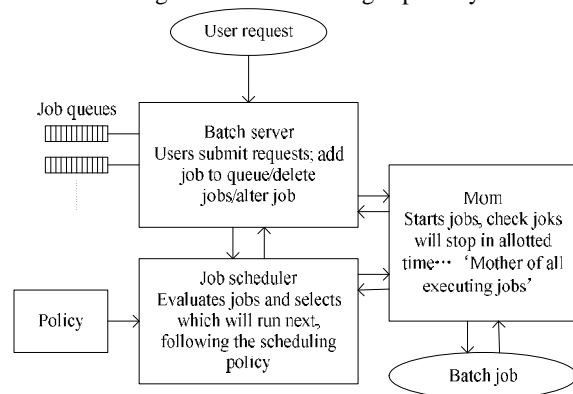 User request
Job queues
Batch server
Users submit requests; add
job to queue/delete
jobs/alter job
Mom
Starts jobs, check joks
will stop in allotted
time… ‘Mother of all
executing jobs’
Job scheduler
Evaluates jobs and selects
which will run next,
following the scheduling
policy
Policy
Batch job